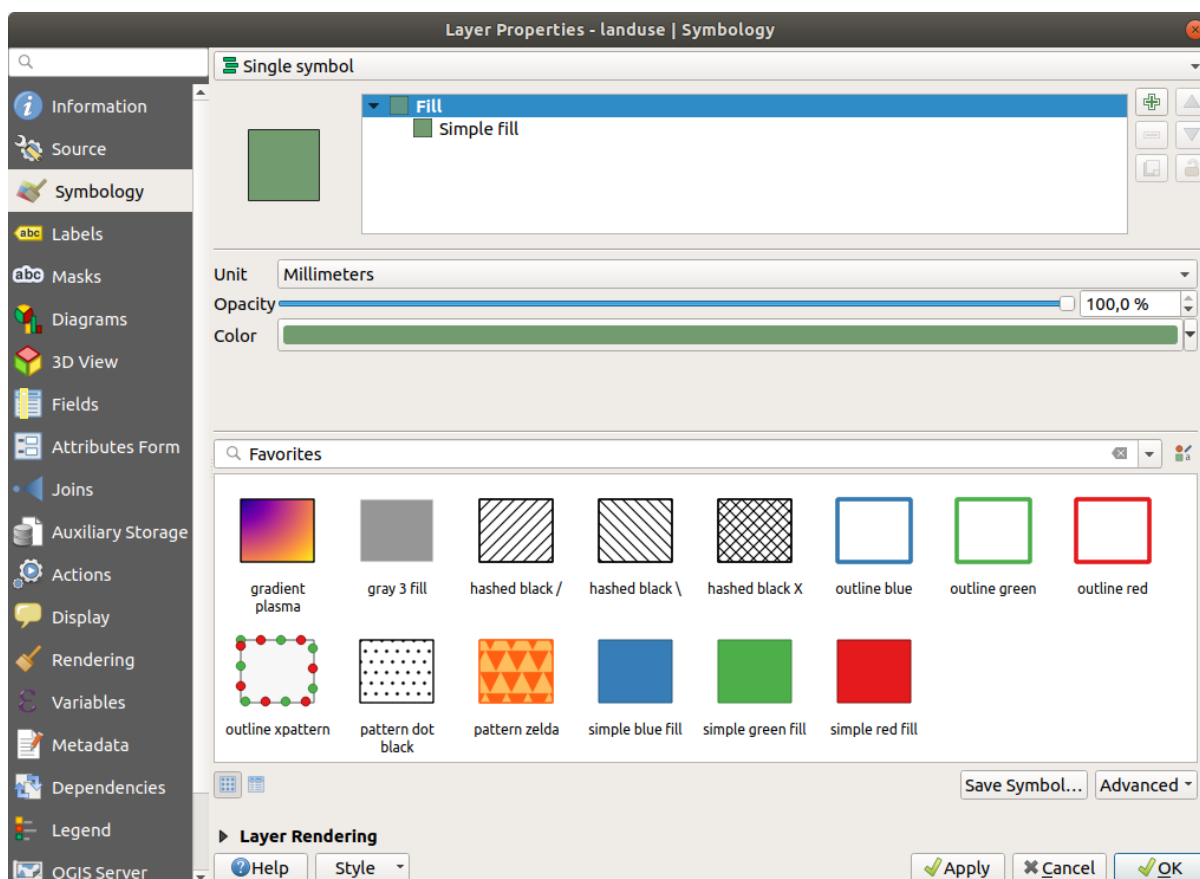 Layer Properties - landuse | Symbology
Single symbol
Information
Source
Symbology
Labels
Masks
Diagrams
3D View
Fields
Attributes Form
Joins
Auxiliary Storage
Actions
Display
Rendering
Variables
Metadata
Dependencies
Legend
QGIS Server
Fill
Simple fill
Unit Millimeters
Opacity 100,0 %
Color
Favorites
gradient plasma
gray 3 fill
hashed black /
hashed black \
hashed black X
outline blue
outline green
outline red
outline xpattern
pattern dot black
pattern zelda
simple blue fill
simple green fill
simple red fill
Save Symbol...
Advanced
Layer Rendering
Help
Style
Apply
Cancel
OK